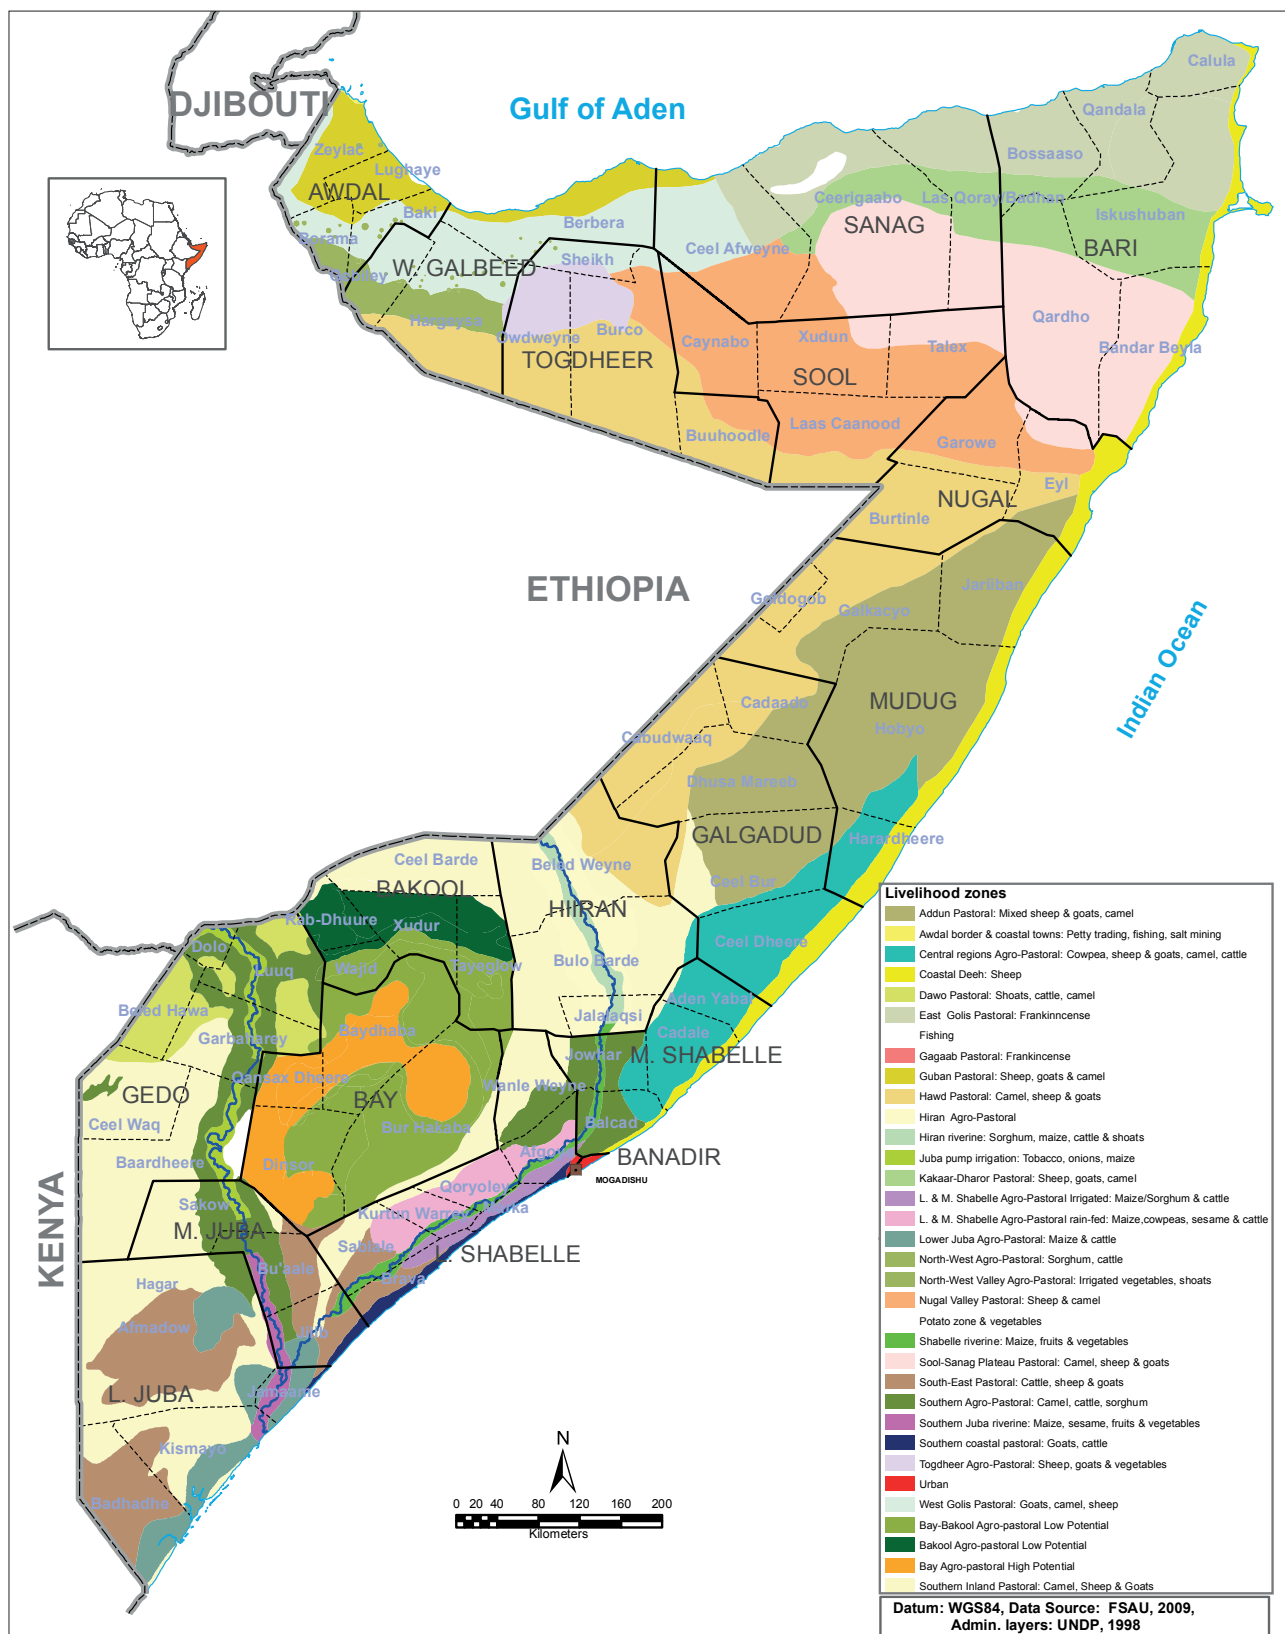 DJIBOUTI
Gulf of Aden
Calula
Qandala
Bossaaso
Zeylac
Lughaye
AWDAL
Baki
Berbera
Ceerigaabo
Las Qoray/Badhan
Iskushuban
SANAG
BARI
Borama
Ceel Afweyne
Sheikh
W. GALBEED
Gebiley
Hargeysa
Owdweyne
Burco
TOGDHEER
Caynabo
Xudun
Talex
Qardho
Bandar Beyla
SOOL
Laas Caanood
Buuhoodle
Garowe
Eyl
NUGAL
Burtinle
ETHIOPIA
Jariiban
Goldogob
Galkacyo
Indian Ocean
MUDUG
Cadaado
Hobyo
Cabudwaaq
Dhusa Mareeb
GALGADUD
Harardheere
Ceel Barde
Beled Weyne
BAKOOL
Ceel Bur
HIIRAN
Rab-Dhuure
Xudur
Ceel Dheere
Dolo
Luuq
Wajid
Tayeglow
Bulo Barde
Aden Yabal
Beled Hawa
Jalalaqsi
Garbaharey
Baydhaba
Cadale
Jowhar
M. SHABELLE
Qansax Dheere
Wanle Weyne
GEDO
BAY
Ceel Waq
Bur Hakaba
Balcad
Baardheere
Dinsor
Afgoye
BANADIR
MOGADISHU
Qoryoley
Sakow
Kurtun Warrey
Marka
M. JUBA
Sablale
L. SHABELLE
KENYA
Bu'aale
Brava
Hagar
Afmadow
Jilib
L. JUBA
Jamaame
Kismayo
Badhadhe
N
0 20 40 80 120 160 200
Kilometers
Livelihood zones
Addun Pastoral: Mixed sheep & goats, camel
Awdal border & coastal towns: Petty trading, fishing, salt mining
Central regions Agro-Pastoral: Cowpea, sheep & goats, camel, cattle
Coastal Deeh: Sheep
Dawo Pastoral: Shoats, cattle, camel
East Golis Pastoral: Frankinncense
Fishing
Gagaab Pastoral: Frankincense
Guban Pastoral: Sheep, goats & camel
Hawd Pastoral: Camel, sheep & goats
Hiran Agro-Pastoral
Hiran riverine: Sorghum, maize, cattle & shoats
Juba pump irrigation: Tobacco, onions, maize
Kakaar-Dharor Pastoral: Sheep, goats, camel
L. & M. Shabelle Agro-Pastoral Irrigated: Maize/Sorghum & cattle
L. & M. Shabelle Agro-Pastoral rain-fed: Maize,cowpeas, sesame & cattle
Lower Juba Agro-Pastoral: Maize & cattle
North-West Agro-Pastoral: Sorghum, cattle
North-West Valley Agro-Pastoral: Irrigated vegetables, shoats
Nugal Valley Pastoral: Sheep & camel
Potato zone & vegetables
Shabelle riverine: Maize, fruits & vegetables
Sool-Sanag Plateau Pastoral: Camel, sheep & goats
South-East Pastoral: Cattle, sheep & goats
Southern Agro-Pastoral: Camel, cattle, sorghum
Southern Juba riverine: Maize, sesame, fruits & vegetables
Southern coastal pastoral: Goats, cattle
Togdheer Agro-Pastoral: Sheep, goats & vegetables
Urban
West Golis Pastoral: Goats, camel, sheep
Bay-Bakool Agro-pastoral Low Potential
Bakool Agro-pastoral Low Potential
Bay Agro-pastoral High Potential
Southern Inland Pastoral: Camel, Sheep & Goats
Datum: WGS84, Data Source: FSAU, 2009,
Admin. layers: UNDP, 1998